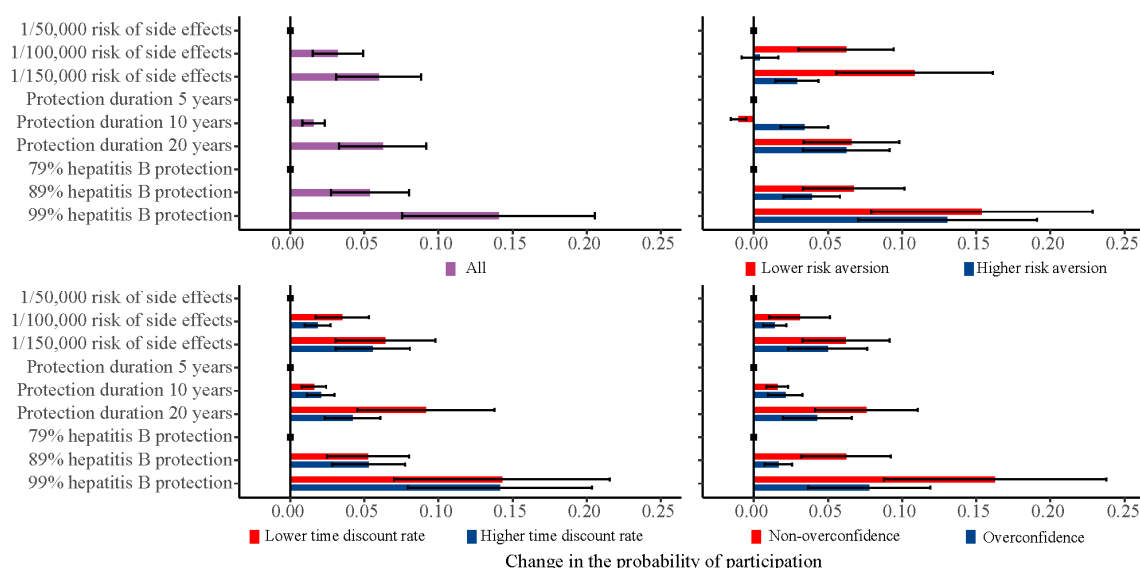 1/50,000 risk of side effects
1/100,000 risk of side effects
1/150,000 risk of side effects
Protection duration 5 years
Protection duration 10 years
Protection duration 20 years
79% hepatitis B protection
89% hepatitis B protection
99% hepatitis B protection
0.00 0.05 0.10 0.15 0.20 0.25
All
0.00 0.05 0.10 0.15 0.20 0.25
Lower risk aversion Higher risk aversion
1/50,000 risk of side effects
1/100,000 risk of side effects
1/150,000 risk of side effects
Protection duration 5 years
Protection duration 10 years
Protection duration 20 years
79% hepatitis B protection
89% hepatitis B protection
99% hepatitis B protection
0.00 0.05 0.10 0.15 0.20 0.25
Lower time discount rate Higher time discount rate
0.00 0.05 0.10 0.15 0.20 0.25
Non-overconfidence Overconfidence
Change in the probability of participation